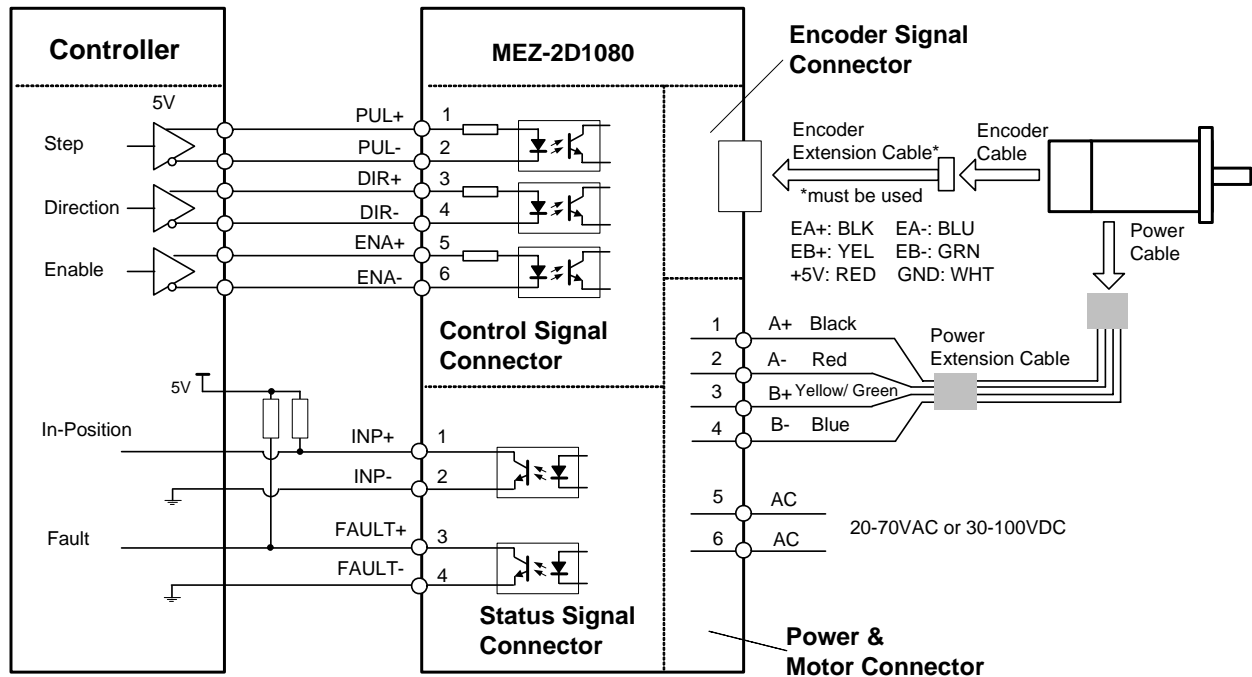 Controller
MEZ-2D1080
Encoder Signal
Connector
5V
Step
PUL+
1
PUL-
2
Direction
DIR+
3
DIR-
4
Enable
ENA+
5
ENA-
6
Control Signal
Connector
Encoder
Extension Cable*
*must be used
Encoder
Cable
EA+: BLK EA-: BLU
EB+: YEL EB-: GRN
+5V: RED GND: WHT
Power
Cable
1 A+ Black
2 A- Red
3 B+ Yellow/ Green
4 B- Blue
Power
Extension Cable
5 AC
6 AC
20-70VAC or 30-100VDC
5V
In-Position
INP+
1
INP-
2
Fault
FAULT+
3
FAULT-
4
Status Signal
Connector
Power &
Motor Connector